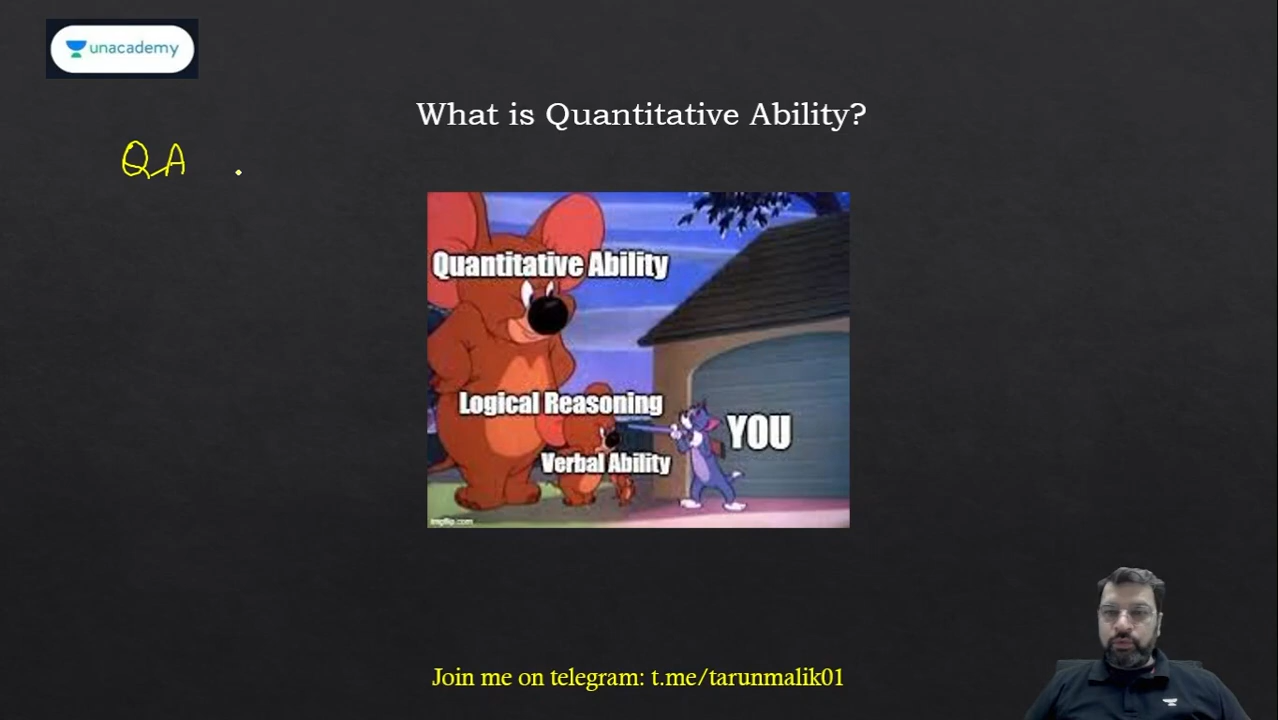 unacademy
What is Quantitative Ability?
QA
Quantitative Ability
Logical Reasoning
YOU
Verbal Ability
imgflip.com
Join me on telegram: t.me/tarunmalik01